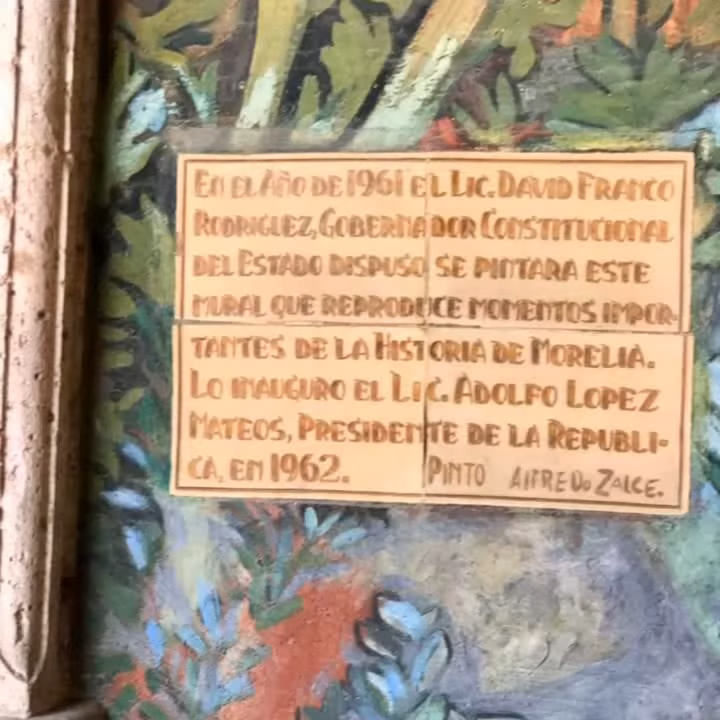 En el Año de 1961 el Lic. David Franco
Rodriguez, Gobernador Constitucional
del Estado dispuso se pintara este
mural que reproduce momentos impor-
tantes de la Historia de Morelia.
Lo inauguro el Lic. Adolfo Lopez
Mateos, Presidente de la Republi-
ca, en 1962. Pinto Alfredo Zalce.